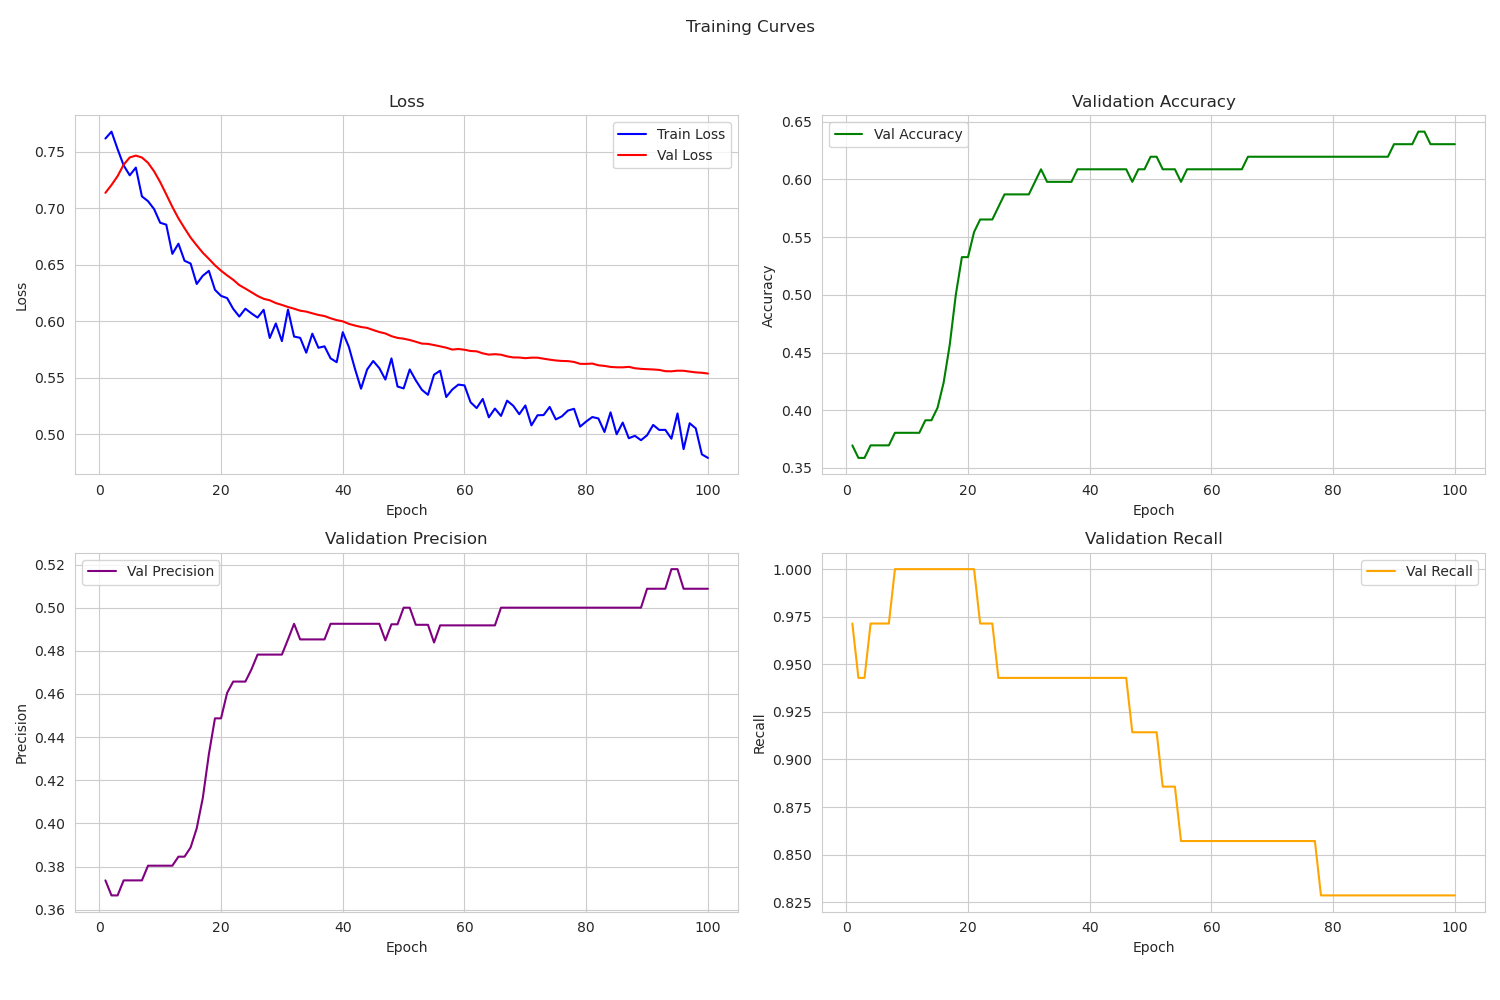 Training Curves
Loss
0.75
0.70
0.65
0.60
0.55
0.50
Loss
Train Loss
Val Loss
0 20 40 60 80 100
Epoch
Validation Accuracy
0.65
0.60
0.55
0.50
0.45
0.40
0.35
Accuracy
Val Accuracy
0 20 40 60 80 100
Epoch
Validation Precision
0.52
0.50
0.48
0.46
0.44
0.42
0.40
0.38
0.36
Precision
Val Precision
0 20 40 60 80 100
Epoch
Validation Recall
1.000
0.975
0.950
0.925
0.900
0.875
0.850
0.825
Recall
Val Recall
0 20 40 60 80 100
Epoch